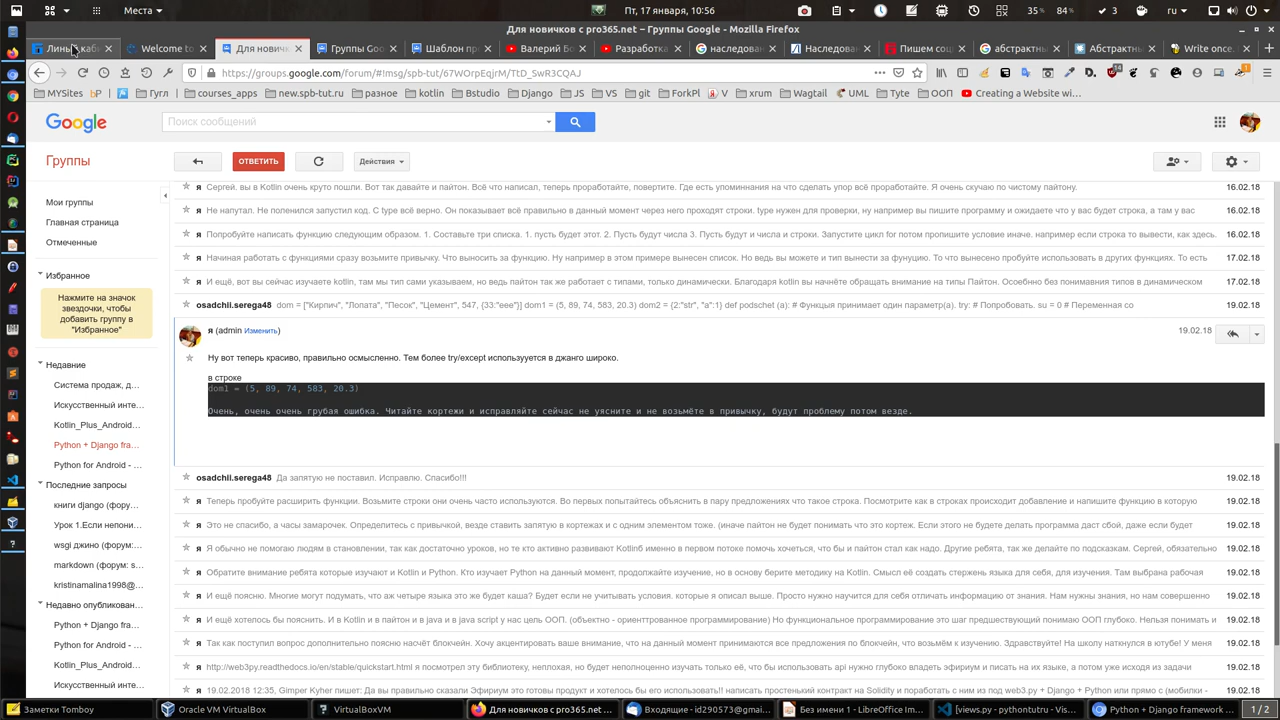 Места
Пт, 17 января, 10:56
ru
35%
84%
3
Для новичков с pro365.net – Группы Google - Mozilla Firefox
Линый каби
Welcome to
Для новичк
Группы Goo
Шаблон пр
Валерий Бо
Разработка
наследован
Наследован
Пишем соц
абстрактны
Абстрактны
Write once.
https://groups.google.com/forum/#!msg/spb-tut/67WOrpEqjrM/TtD_SwR3CQAJ
MYSites
bP
Гугл
courses_apps
new.spb-tut.ru
разное
kotlin
Bstudio
Django
JS
VS
git
ForkPl
V
xrum
Wagtail
UML
Tyte
ООП
Creating a Website wi...
Google
Поиск сообщений
Группы
ОТВЕТИТЬ
Действия
Мои группы
Главная страница
Отмеченные
Избранное
Нажмите на значок
звездочки, чтобы
добавить группу в
"Избранное"
Недавние
Система продаж, д...
Искусственный инте...
Kotlin_Plus_Android...
Python + Django fra...
Python for Android - ...
Последние запросы
книги django (фору...
Урок 1.Если непони...
wsgi джино (форум:...
markdown (форум: s...
kristinamalina1998@...
Недавно опубликован...
Python + Django fra...
Python for Android - ...
Kotlin_Plus_Android...
Искусственный инте...
я Сергей. вы в Kotlin очень круто пошли. Вот так давайте и пайтон. Всё что написал, теперь проработайте, повертите. Где есть упоминнания на что сделать упор всё проработайте. Я очень скучаю по чистому пайтону. 16.02.18
я Не напутал. Не поленился запустил код. С type всё верно. Он показывает всё правильно в данный момент через него проходят строки. type нужен для проверки, ну например вы пишите программу и ожидаете что у вас будет строка, а там у вас 16.02.18
я Попробуйте написать функцию следующим образом. 1. Составьте три списка. 1. пусть будет этот. 2. Пусть будут числа 3. Пусть будут и числа и строки. Запустите цикл for потом пропишите условие иначе. например если строка то вывести, как здесь. 16.02.18
я Начиная работать с функциями сразу возьмите привычку. Что выносить за функцию. Ну например в этом примере вынесен список. Но ведь вы можете и тип вынести за фунуцию. То что вынесено пробуйте использовать в других функциях. То есть 17.02.18
я И ещё, вот вы сейчас изучаете kotlin, там мы тип сами указываем, но ведь пайтон так же работает с типами, только динамически. Благодаря kotlin вы начнёте обращать внимание на типы Пайтон. Осоебно без понимания типов в динамическом 17.02.18
osadchii.serega48 dom = ["Кирпич", "Лопата", "Песок", "Цемент", 547, {33:"eee"}] dom1 = (5, 89, 74, 583, 20.3) dom2 = {2:"str", "a":1} def podschet (a): # Функцыя принимает один параметр(а). try: # Попробовать. su = 0 # Переменная со 19.02.18
я (admin Изменить) 19.02.18
Ну вот теперь красиво, правильно осмысленно. Тем более try/except используется в джанго широко.
в строке
dom1 = (5, 89, 74, 583, 20.3)
Очень, очень очень грубая ошибка. Читайте кортежи и исправляйте сейчас не уясните и не возьмёте в привычку, будут проблему потом везде.
osadchii.serega48 Да запятую не поставил. Исправлю. Спасибо!!! 19.02.18
я Теперь пробуйте расширить функции. Возьмите строки они очень часто используются. Во первых попытайтесь объяснить в пару предложениях что такое строка. Посмотрите как в строках происходит добавление и напишите функцию в которую 19.02.18
я Это не спасибо, а часы замарочек. Определитесь с привычкой, везде ставить запятую в кортежах и с одним элементом тоже. (иначе пайтон не будет понимать что это кортеж. Если этого не будете делать программа даст сбой, даже если будет 19.02.18
я Я обычно не помогаю людям в становлении, так как достаточно уроков, но те кто активно развивают Kotlinб именно в первом потоке помочь хочеться, что бы и пайтон стал как надо. Другие ребята, так же делайте по подсказкам. Сергей, обязательно 19.02.18
я Обратите внимание ребята которые изучают и Kotlin и Python. Кто изучает Python на данный момент, продолжает изучение, но в основу берите методику на Kotlin. Смысл её создать стержень языка для себя, для изучения. Там выбрана рабочая 19.02.18
я И ещё поясню. Многие могут подумать, что аж четыре языка это же будет каша? Будет если не учитывать условия. которые я описал выше. Просто нужно научится для себя отличать информацию от знания. Нам нужны знания, но нам совершенно 19.02.18
я И ещё хотелось бы пояснить. И в Kotlin и в пайтон и в java и в java script у нас цель ООП. (объектно - ориенттрованное программирование) Но функциональное программирование это шаг предшествующий понимаю ООП глубоко. Нельзя понимать и 19.02.18
я Так как поступил вопрос дополнительно поясню насчёт блокчейн. Хочу акцентировать ваше внимание, что на данный момент принимаются все предложения по блокчейн, что возьмём к изучению. Здравствуйте! На школу наткнулся в ютубе! У меня 19.02.18
я http://web3py.readthedocs.io/en/stable/quickstart.html я посмотрел эту библиотеку, неплохая, но будет неполноценно изучать только её, что бы использовать api нужно глубоко владеть эфириум и писать на их языке, а потом уже исходя из задачи 19.02.18
я 19.02.2018 12:35, Gimper Kyher пишет: Да вы правильно сказали Эфириум это готовы продукт и хотелось бы его использовать!! написать простенький контракт на Solidity и поработать с ним из под web3.py + Django + Python или прямо с (мобилки - 19.02.18
Заметки Tomboy
Oracle VM VirtualBox
VirtualBoxVM
Для новичков с pro365.net ...
Входящие - id290573@gmai...
Без имени 1 - LibreOffice Im...
[views.py - pythontutru - Vis...
Python + Django framework ...
1 / 2